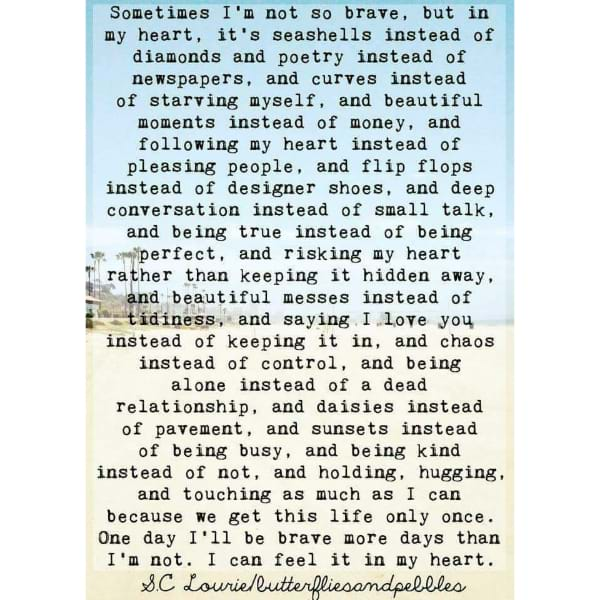 Sometimes I'm not so brave, but in
my heart, it's seashells instead of
diamonds and poetry instead of
newspapers, and curves instead
of starving myself, and beautiful
moments instead of money, and
following my heart instead of
pleasing people, and flip flops
instead of designer shoes, and deep
conversation instead of small talk,
and being true instead of being
perfect, and risking my heart
rather than keeping it hidden away,
and beautiful messes instead of
tidiness, and saying I love you
instead of keeping it in, and chaos
instead of control, and being
alone instead of a dead
relationship, and daisies instead
of pavement, and sunsets instead
of being busy, and being kind
instead of not, and holding, hugging,
and touching as much as I can
because we get this life only once.
One day I'll be brave more days than
I'm not. I can feel it in my heart.
S.C Lourie/butterfliesandpebbles